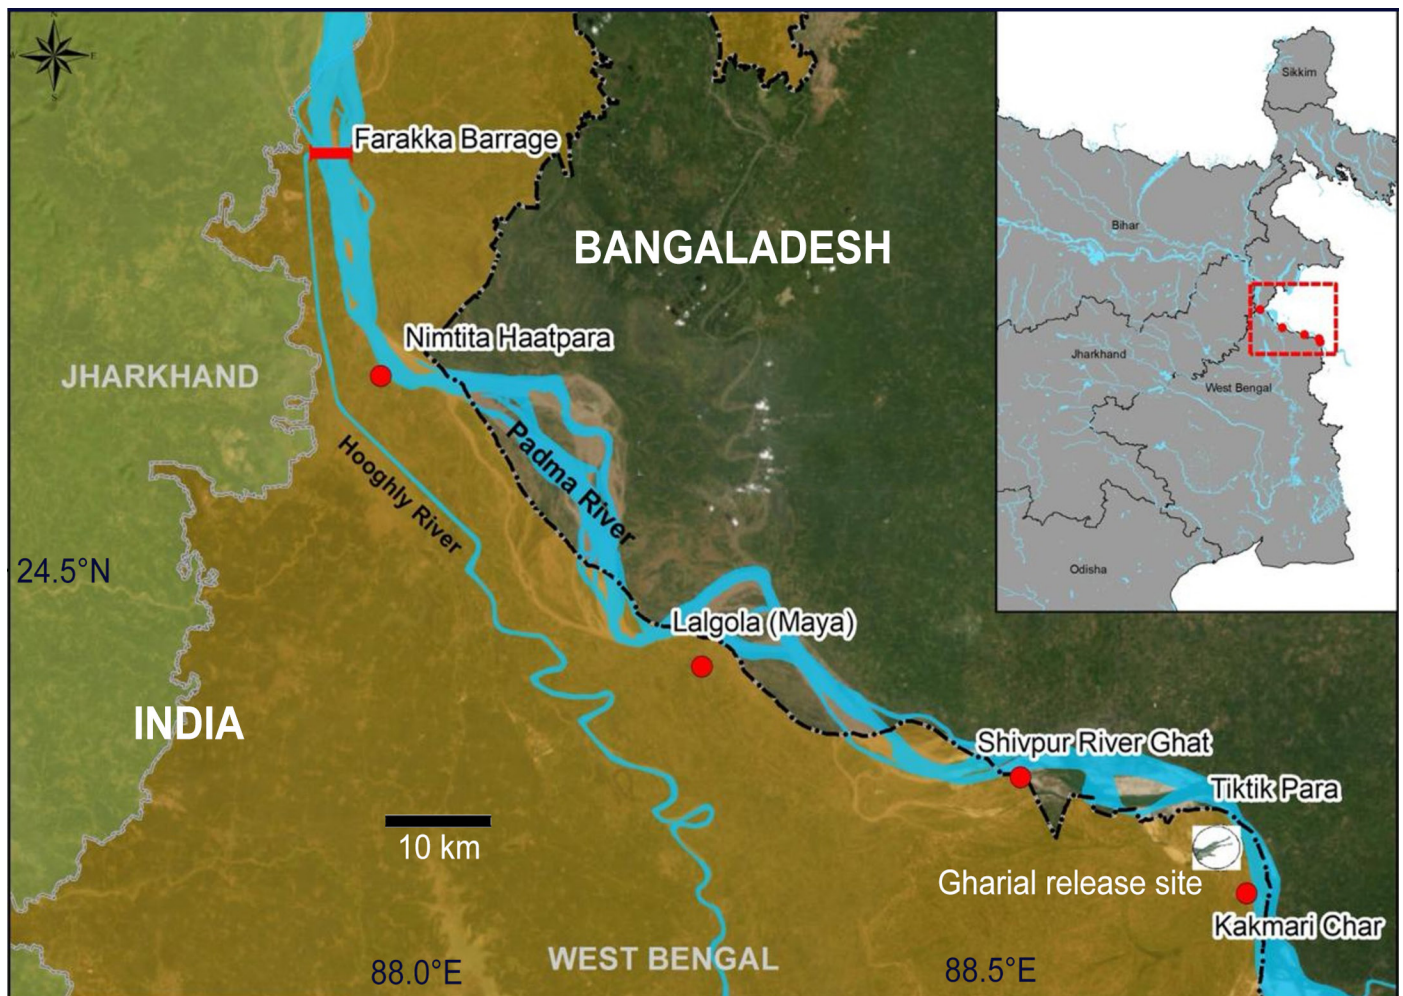 N
W
E
S
Farakka Barrage
BANGALADESH
Nimtita Haatpara
JHARKHAND
Padma River
Hooghly River
24.5°N
Lalgola (Maya)
INDIA
Shivpur River Ghat
Tiktik Para
10 km
Gharial release site
Kakmari Char
WEST BENGAL
88.0°E
88.5°E
Sikkim
Bihar
Jharkhand
West Bengal
Odisha